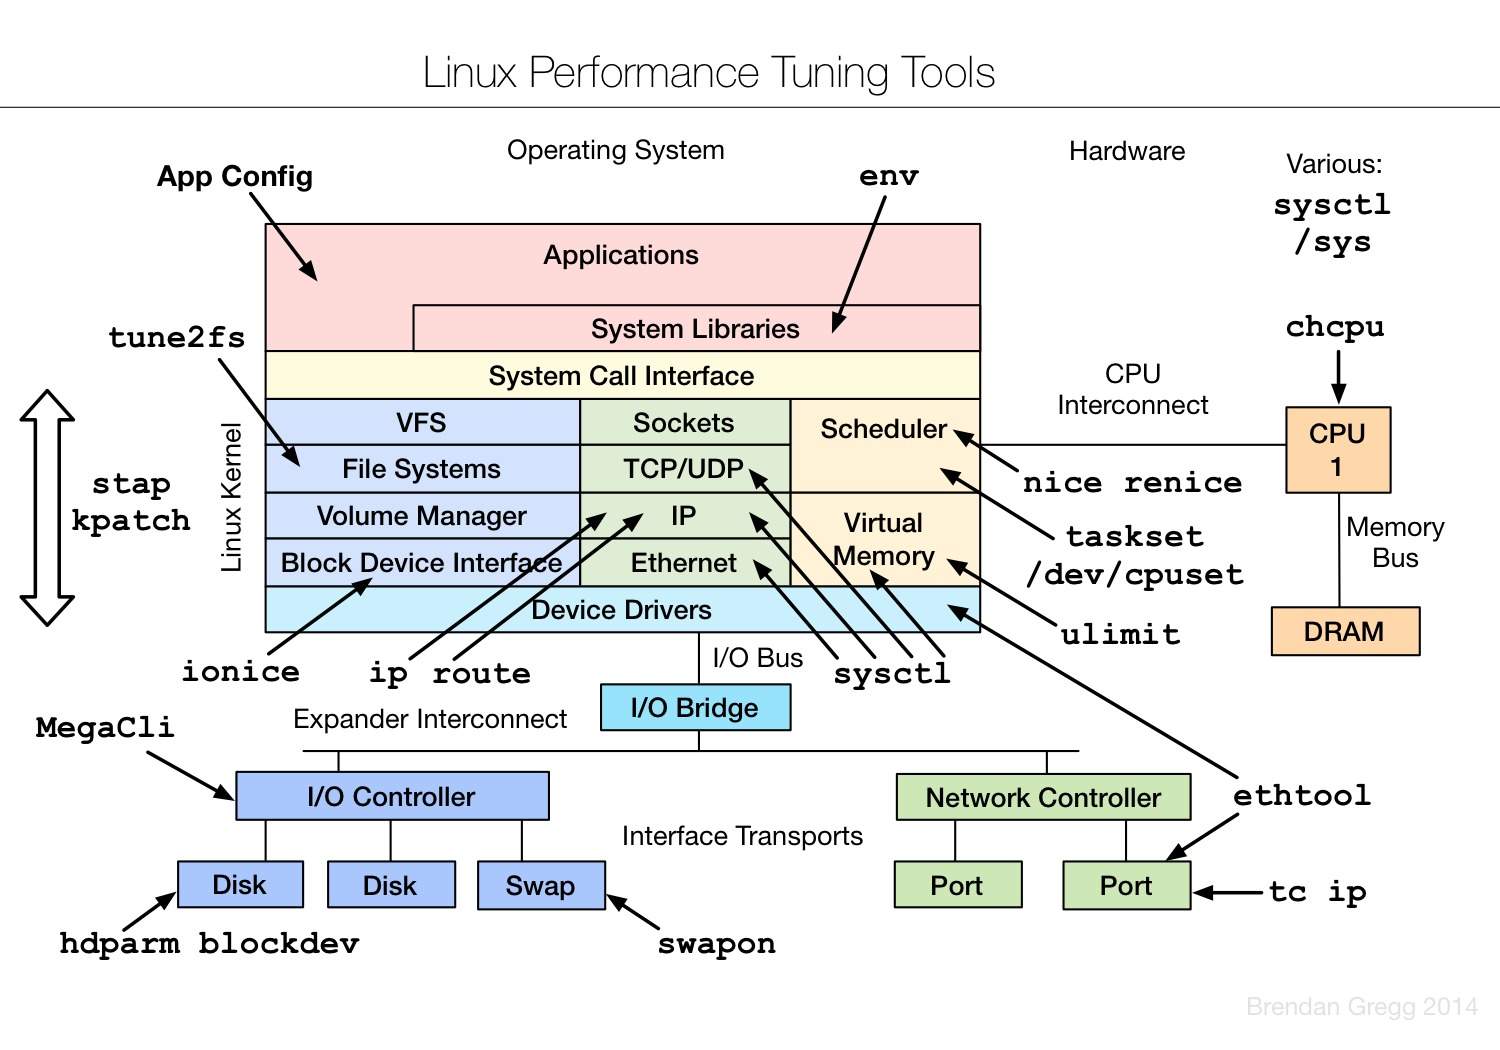 Linux Performance Tuning Tools
Operating System
Hardware
Various:
sysctl
/sys
App Config
env
Applications
System Libraries
tune2fs
chcpu
System Call Interface
CPU
Interconnect
VFS
Sockets
Scheduler
CPU
1
File Systems
TCP/UDP
nice renice
stap
kpatch
Linux Kernel
Volume Manager
IP
Virtual
Memory
taskset
/dev/cpuset
Memory
Bus
Block Device Interface
Ethernet
Device Drivers
ulimit
DRAM
ionice
ip route
I/O Bus
sysctl
MegaCli
Expander Interconnect
I/O Bridge
I/O Controller
Network Controller
ethtool
Interface Transports
Disk
Disk
Swap
Port
Port
tc ip
hdparm blockdev
swapon
Brendan Gregg 2014